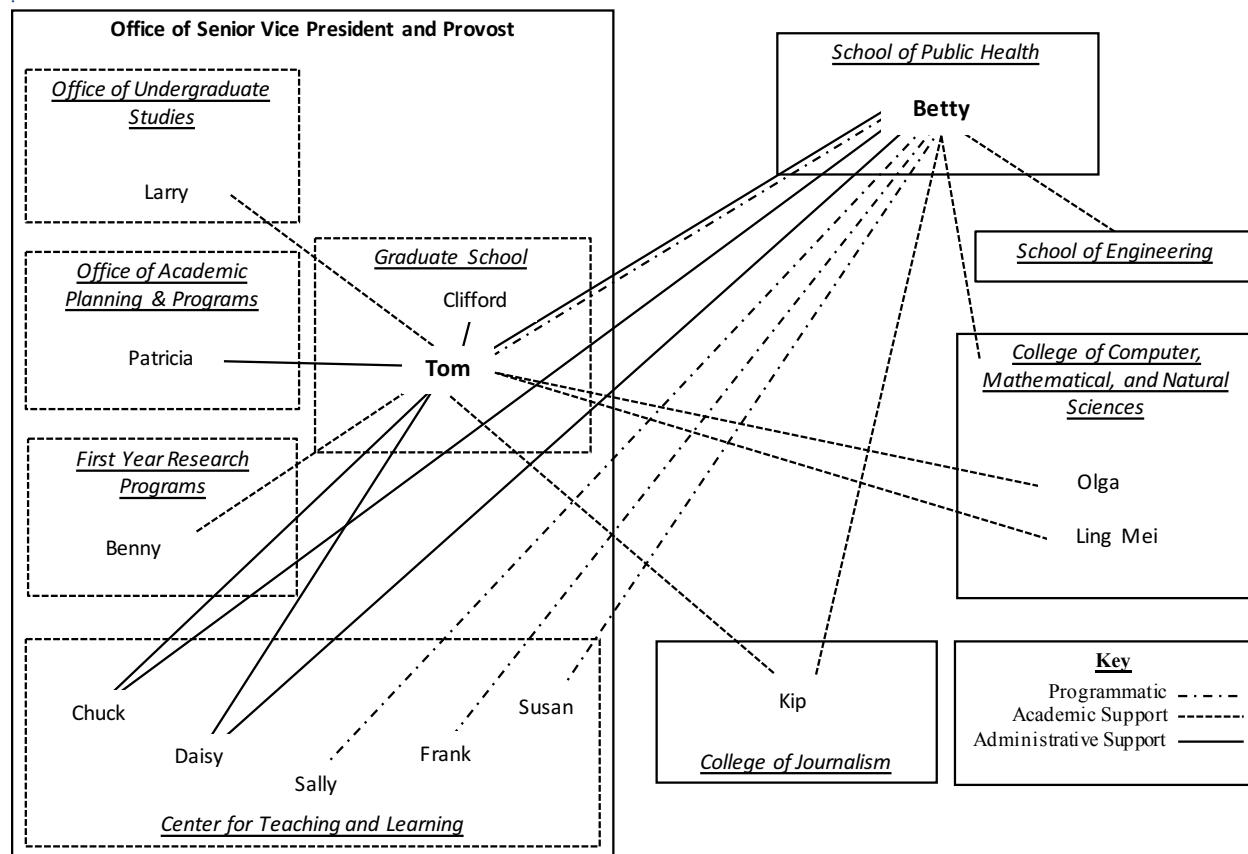 Office of Senior Vice President and Provost
Office of Undergraduate
Studies
Larry
Office of Academic
Planning & Programs
Patricia
First Year Research
Programs
Benny
Graduate School
Clifford
Tom
Chuck
Daisy
Sally
Frank
Susan
Center for Teaching and Learning
School of Public Health
Betty
School of Engineering
College of Computer,
Mathematical, and Natural
Sciences
Olga
Ling Mei
Kip
College of Journalism
Key
Programmatic
Academic Support
Administrative Support